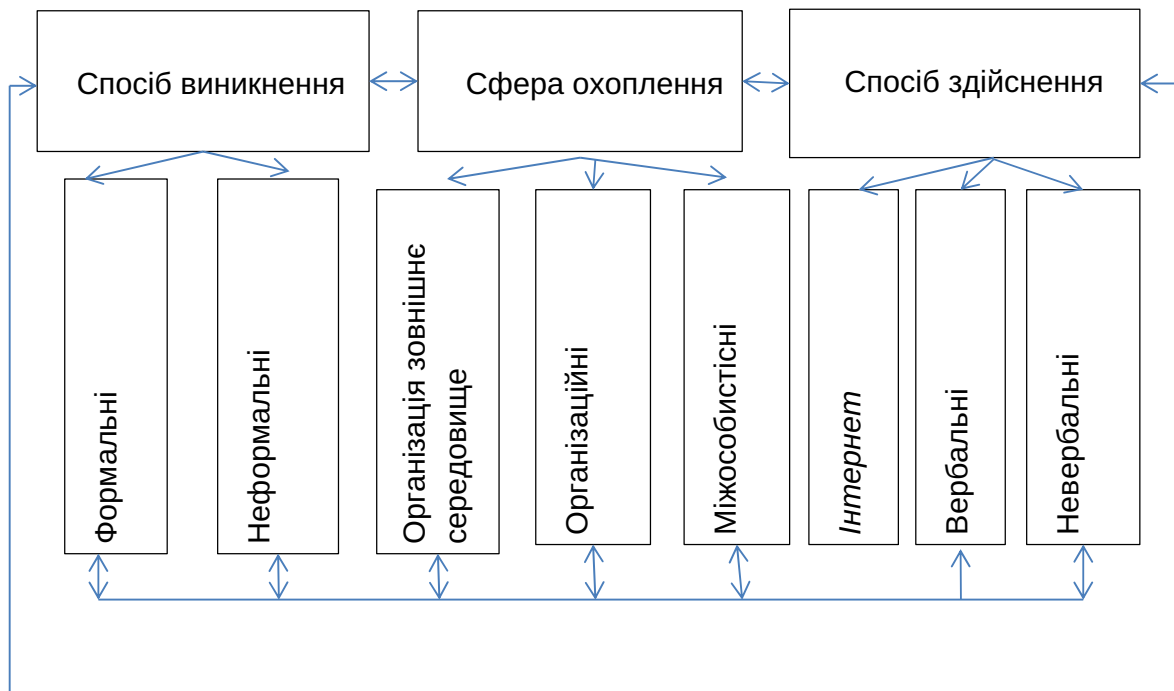 Спосіб виникнення
Сфера охоплення
Спосіб здійснення
Формальні
Неформальні
Організація зовнішнє
середовище
Організаційні
Міжособистісні
Інтернет
Вербальні
Невербальні